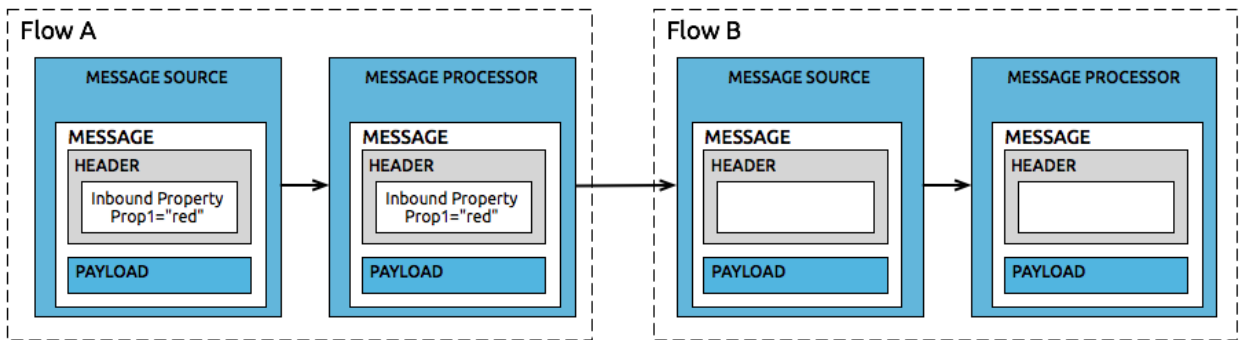 Flow A
MESSAGE SOURCE
MESSAGE
HEADER
Inbound Property
Prop1="red"
PAYLOAD
MESSAGE PROCESSOR
MESSAGE
HEADER
Inbound Property
Prop1="red"
PAYLOAD
Flow B
MESSAGE SOURCE
MESSAGE
HEADER
PAYLOAD
MESSAGE PROCESSOR
MESSAGE
HEADER
PAYLOAD